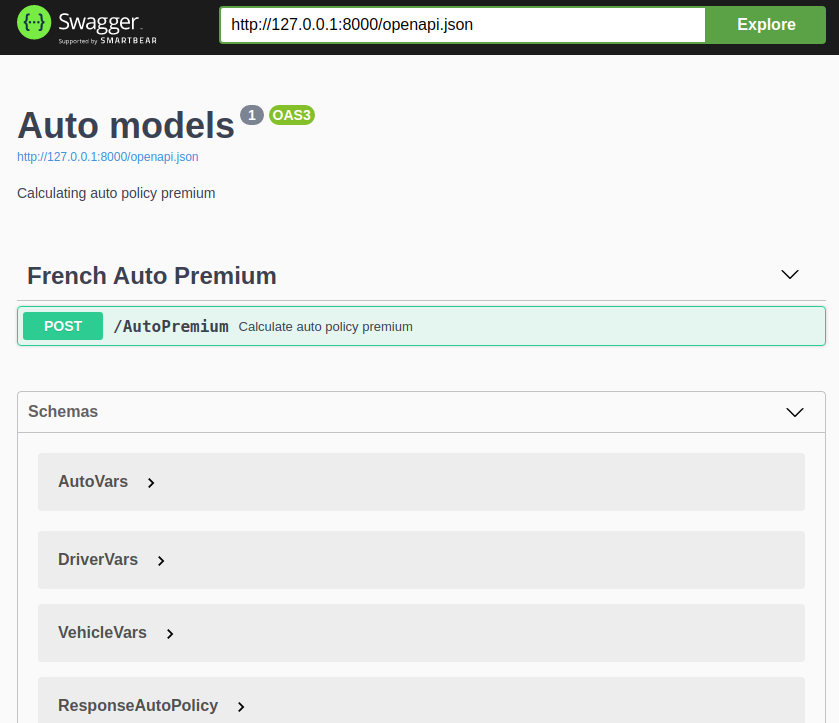 {···} Swagger.
Supported by SMARTBEAR
http://127.0.0.1:8000/openapi.json
Explore
Auto models 1 OAS3
http://127.0.0.1:8000/openapi.json
Calculating auto policy premium
French Auto Premium
POST /AutoPremium Calculate auto policy premium
Schemas
AutoVars
DriverVars
VehicleVars
ResponseAutoPolicy